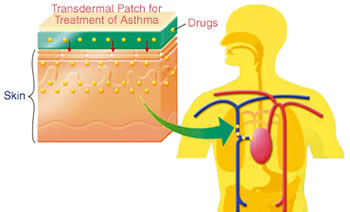 Transdermal Patch for
Treatment of Asthma
Drugs
Skin